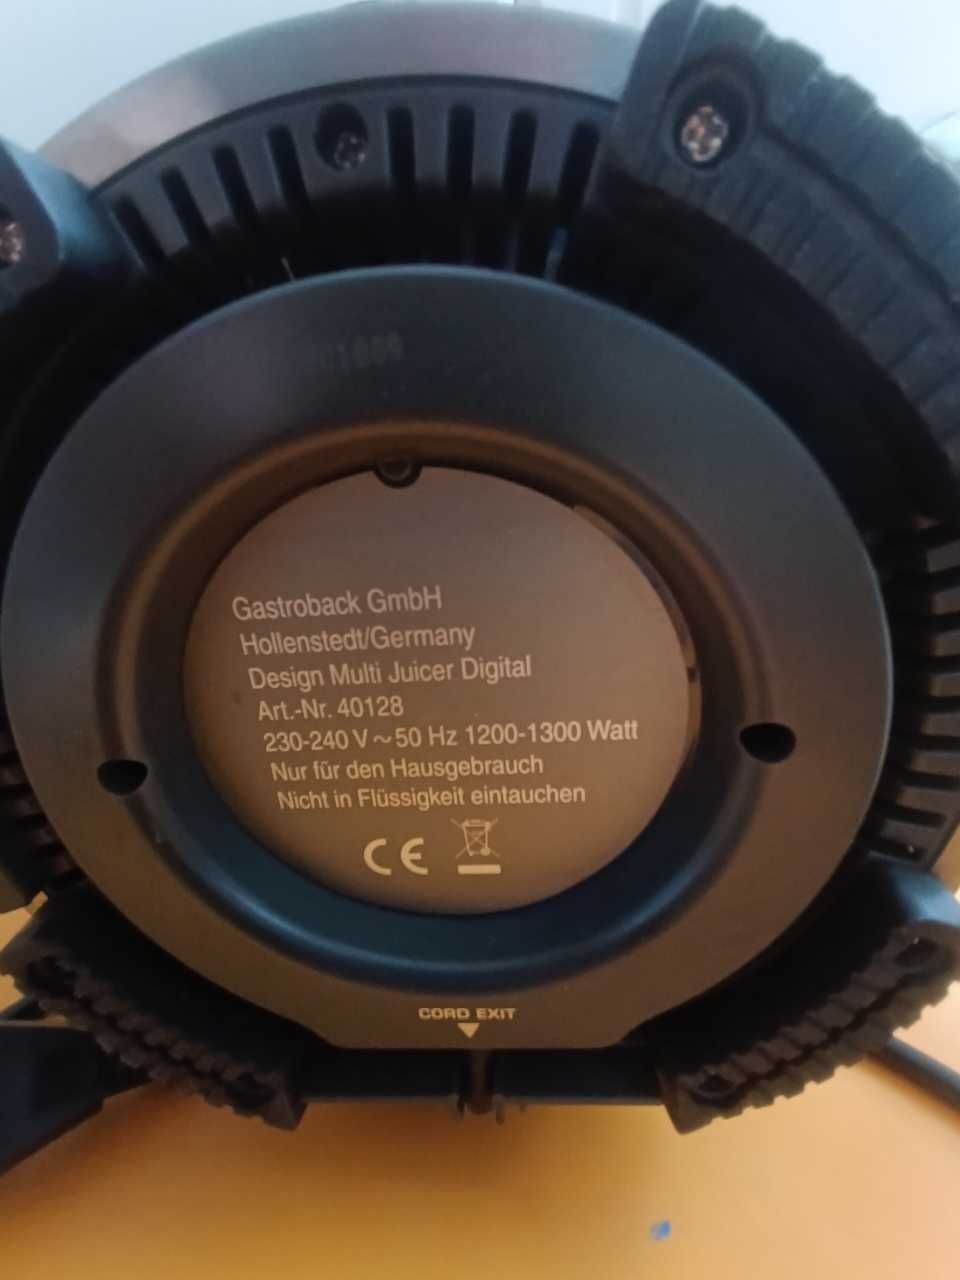 Gastroback GmbH
Hollenstedt/Germany
Design Multi Juicer Digital
Art.-Nr. 40128
230-240 V ~ 50 Hz 1200-1300 Watt
Nur für den Hausgebrauch
Nicht in Flüssigkeit eintauchen
CE
CORD EXIT